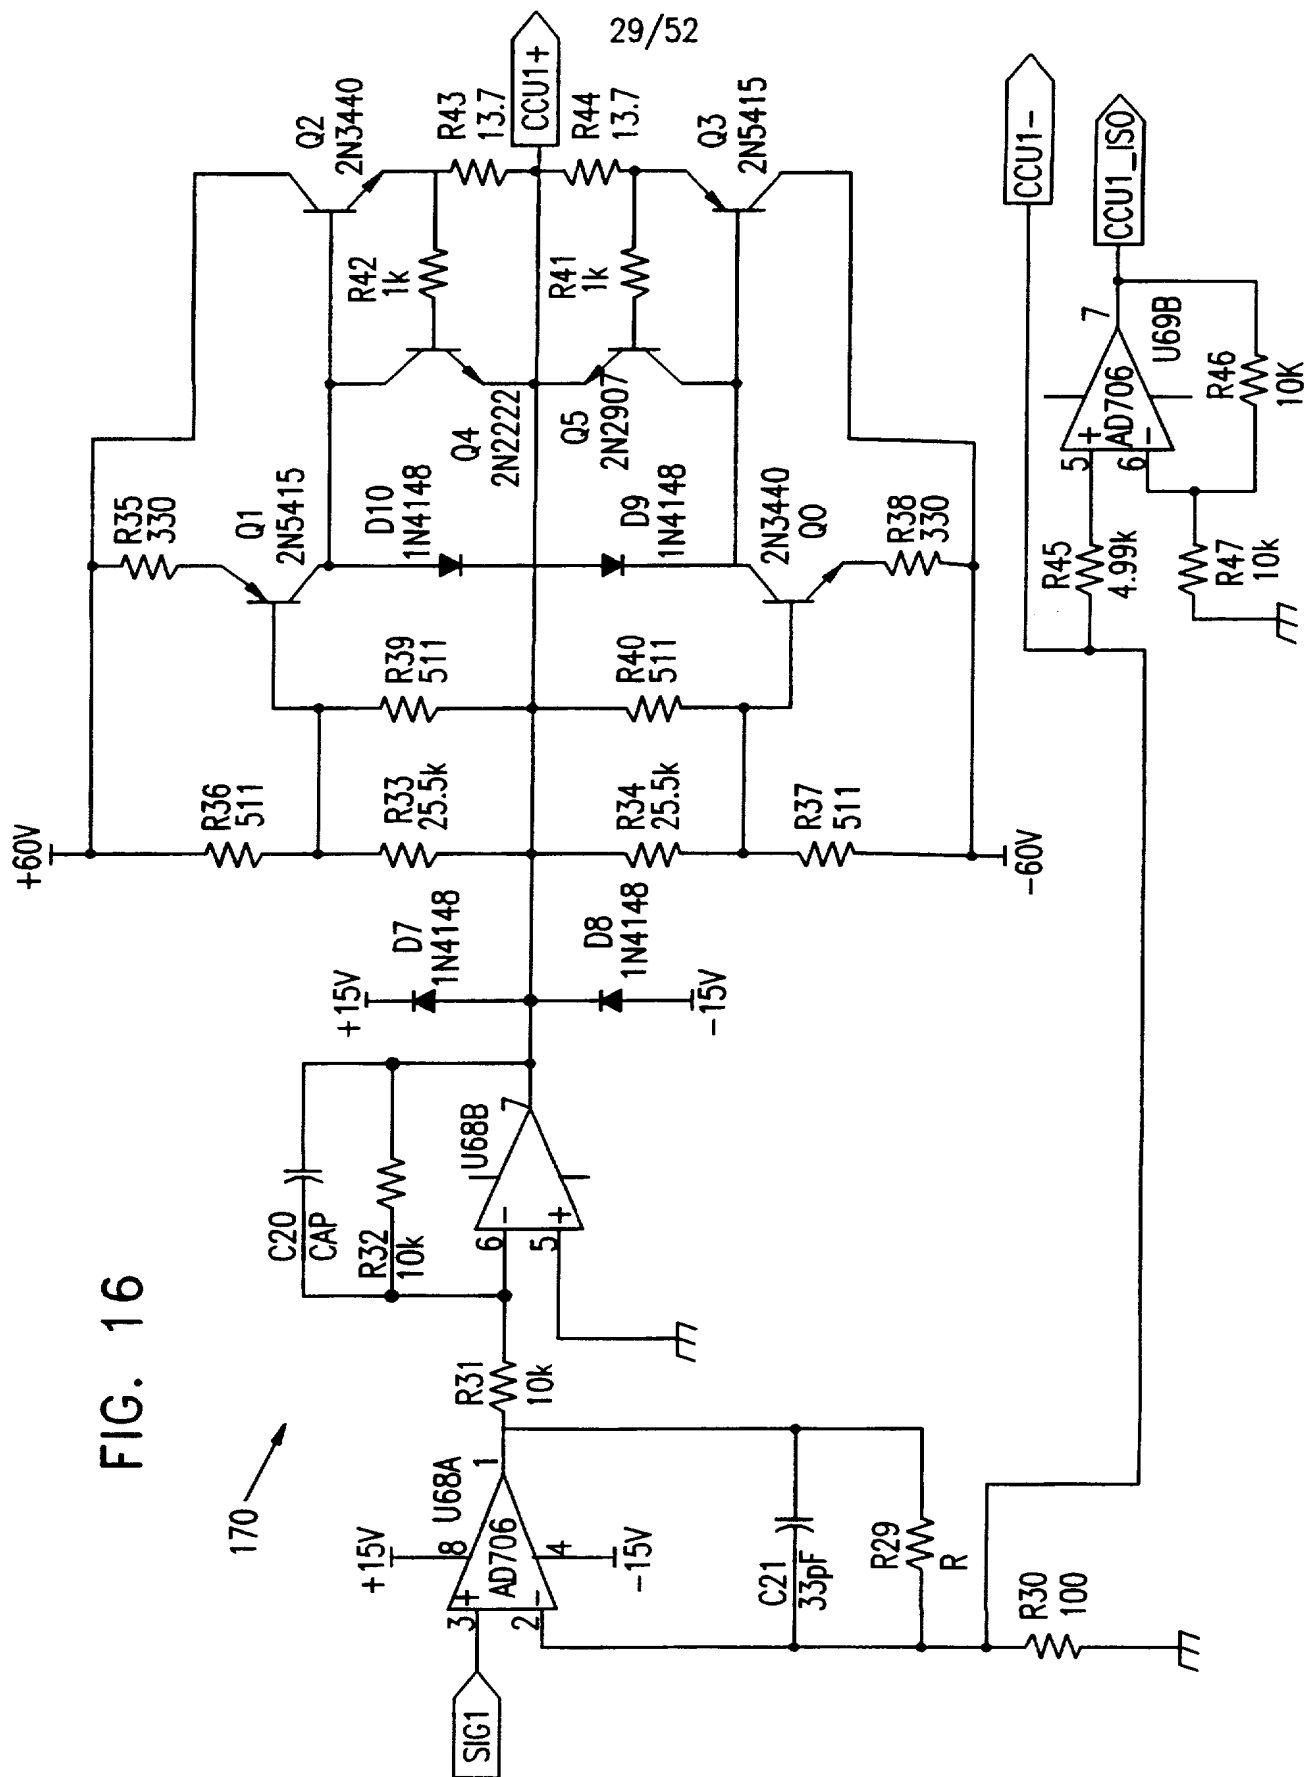 29/52
FIG. 16
170
SIG1
3
2
+
-
AD706
U68A
1
8
4
+15V
-15V
C21
33pF
R29
R
R30
100
R31
10k
C20
CAP
R32
10k
U68B
6
5
-
+
7
+15V
D7
1N4148
D8
1N4148
-15V
+60V
R36
511
R33
25.5k
R34
25.5k
R37
511
-60V
R39
511
R40
511
R35
330
Q1
2N5415
D10
1N4148
D9
1N4148
2N3440
Q0
R38
330
Q4
2N2222
Q5
2N2907
R42
1k
R41
1k
Q2
2N3440
R43
13.7
CCU1+
R44
13.7
Q3
2N5415
CCU1-
CCU1_ISO
R45
4.99k
5
6
+
-
AD706
7
U69B
R46
10K
R47
10k